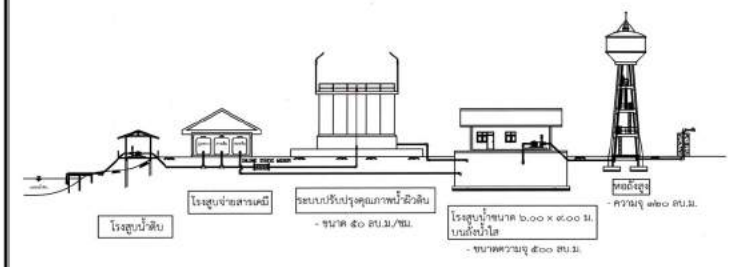 INLINE STATIC MIXER
โรงสูบน้ำดิบ
โรงสูบจ่ายสารเคมี
ระบบปรับปรุงคุณภาพน้ำผิวดิน
- ขนาด ๕๐ ลบ.ม./ชม.
โรงสูบน้ำขนาด ๖.๐๐ x ๙.๐๐ ม.
บนถังน้ำใส
- ขนาดความจุ ๕๐๐ ลบ.ม.
หอถังสูง
- ความจุ ๑๒๐ ลบ.ม.